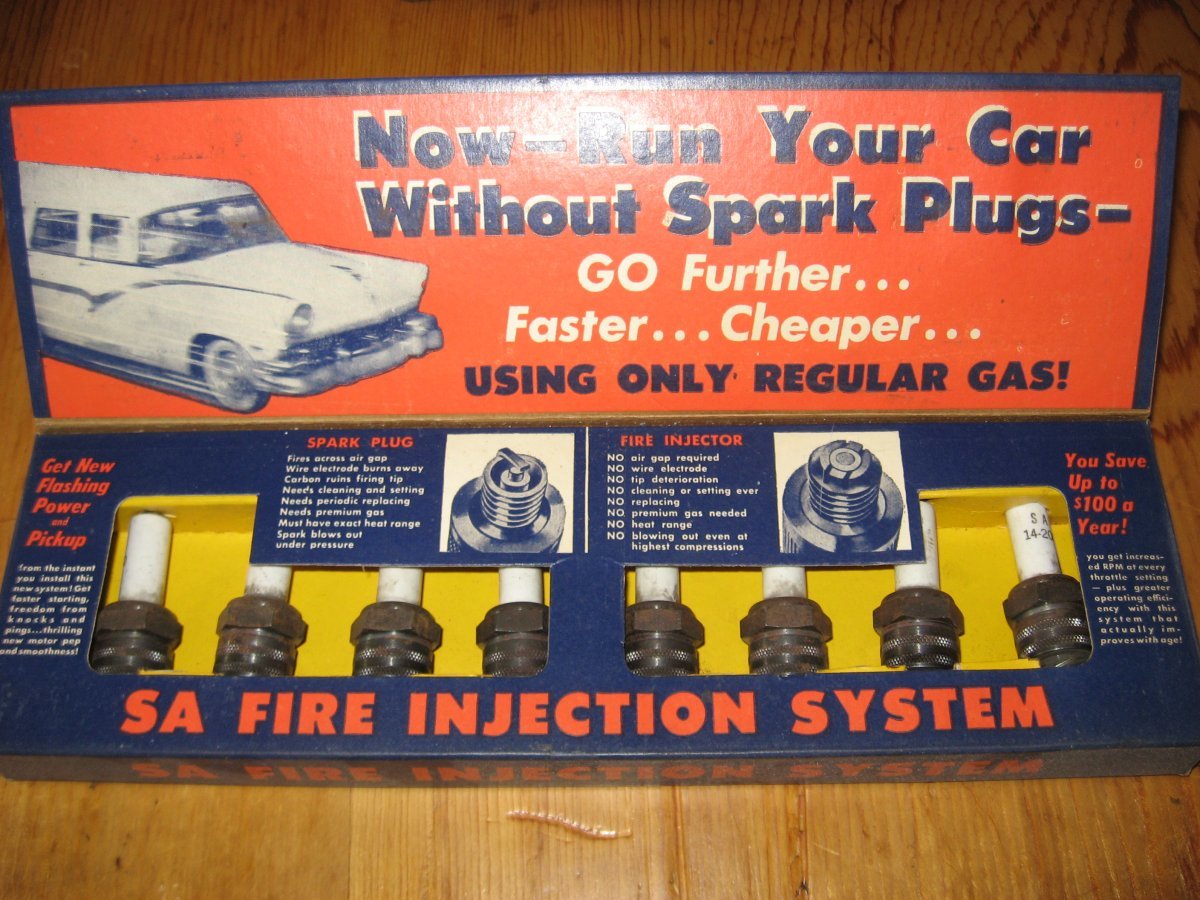 Now–Run Your Car
Without Spark Plugs–
GO Further...
Faster...Cheaper...
USING ONLY REGULAR GAS!
Get New
Flashing
Power
and
Pickup
from the instant
you install this
new system! Get
faster starting,
freedom from
knocks and
pings...thrilling
new motor pep
and smoothness!
SPARK PLUG
Fires across air gap
Wire electrode burns away
Carbon ruins firing tip
Needs cleaning and setting
Needs periodic replacing
Needs premium gas
Must have exact heat range
Spark blows out
under pressure
FIRE INJECTOR
NO air gap required
NO wire electrode
NO tip deterioration
NO cleaning or setting ever
NO replacing
NO premium gas needed
NO heat range
NO blowing out even at
highest compressions
You Save
Up to
$100 a
Year!
you get increas-
ed RPM at every
throttle setting
– plus greater
operating effici-
ency with this
system that
actually im-
proves with age!
S A
14-20
SA FIRE INJECTION SYSTEM
SA FIRE INJECTION SYSTEM